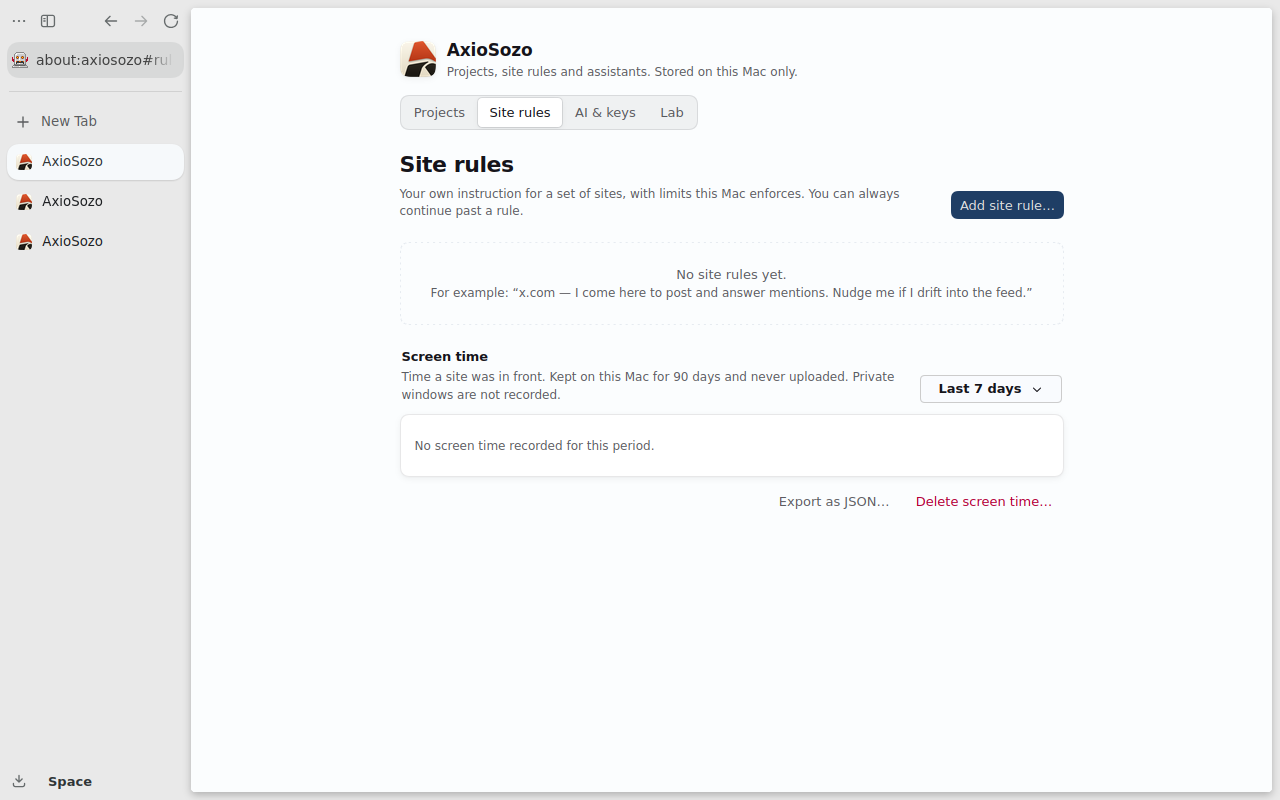 about:axiosozo#rul
New Tab
AxioSozo
AxioSozo
AxioSozo
Space
AxioSozo
Projects, site rules and assistants. Stored on this Mac only.
Projects
Site rules
AI & keys
Lab
Site rules
Your own instruction for a set of sites, with limits this Mac enforces. You can always
continue past a rule.
Add site rule…
No site rules yet.
For example: “x.com — I come here to post and answer mentions. Nudge me if I drift into the feed.”
Screen time
Time a site was in front. Kept on this Mac for 90 days and never uploaded. Private
windows are not recorded.
Last 7 days
No screen time recorded for this period.
Export as JSON…
Delete screen time…